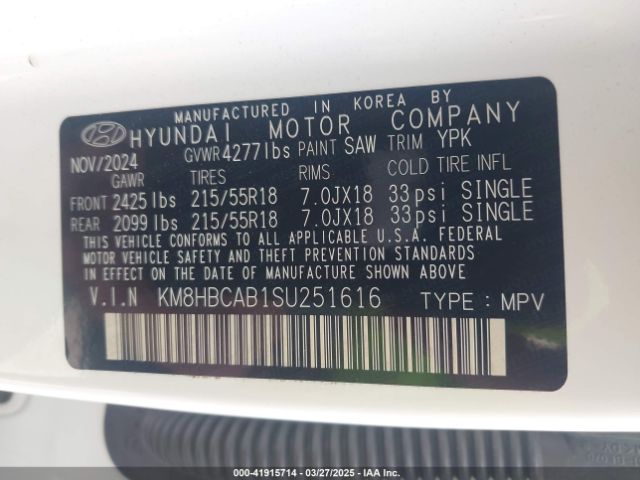 MANUFACTURED IN KOREA BY
HYUNDAI MOTOR COMPANY
NOV/2024 GVWR 4277lbs PAINT SAW TRIM YPK
GAWR TIRES RIMS COLD TIRE INFL
FRONT 2425lbs 215/55R18 7.0JX18 33psi SINGLE
REAR 2099lbs 215/55R18 7.0JX18 33psi SINGLE
THIS VEHICLE CONFORMS TO ALL APPLICABLE U.S.A. FEDERAL
MOTOR VEHICLE SAFETY AND THEFT PREVENTION STANDARDS
IN EFFECT ON THE DATE OF MANUFACTURE SHOWN ABOVE.
V.I.N KM8HBCAB1SU251616 TYPE : MPV
000-41915714 | 03/27/2025 | IAA Inc.